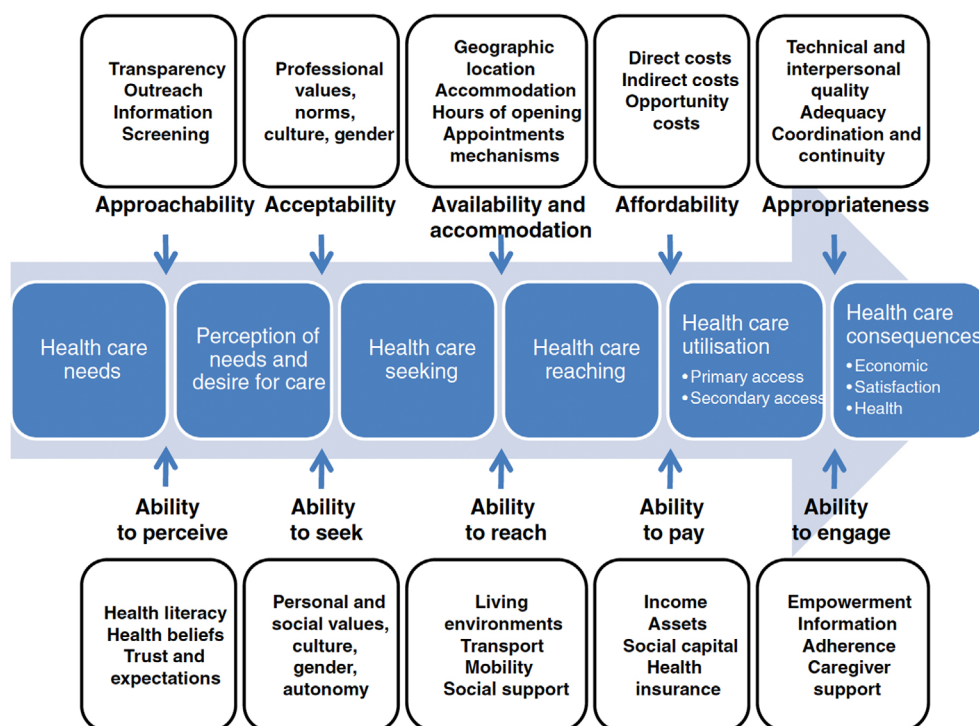 Transparency
Outreach
Information
Screening
Professional
values,
norms,
culture, gender
Geographic
location
Accommodation
Hours of opening
Appointments
mechanisms
Direct costs
Indirect costs
Opportunity
costs
Technical and
interpersonal
quality
Adequacy
Coordination and
continuity
Approachability
Acceptability
Availability and
accommodation
Affordability
Appropriateness
Health care
needs
Perception of
needs and
desire for care
Health care
seeking
Health care
reaching
Health care
utilisation
•Primary access
•Secondary access
Health care
consequences
•Economic
•Satisfaction
•Health
Ability
to perceive
Ability
to seek
Ability
to reach
Ability
to pay
Ability
to engage
Health literacy
Health beliefs
Trust and
expectations
Personal and
social values,
culture,
gender,
autonomy
Living
environments
Transport
Mobility
Social support
Income
Assets
Social capital
Health
insurance
Empowerment
Information
Adherence
Caregiver
support